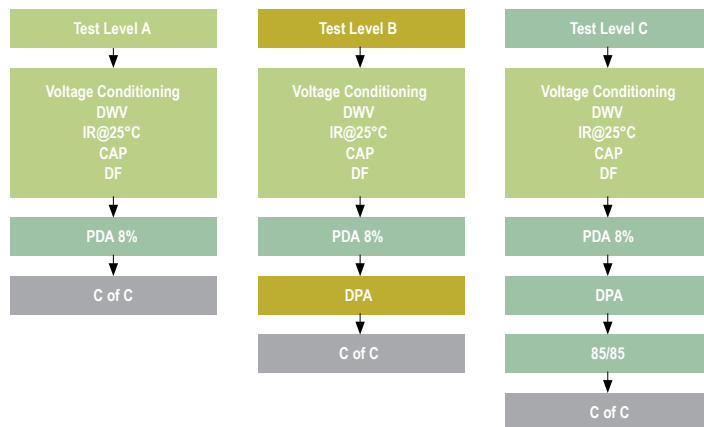 Test Level A
Voltage Conditioning
DWV
IR@25°C
CAP
DF
PDA 8%
C of C
Test Level B
Voltage Conditioning
DWV
IR@25°C
CAP
DF
PDA 8%
DPA
C of C
Test Level C
Voltage Conditioning
DWV
IR@25°C
CAP
DF
PDA 8%
DPA
85/85
C of C